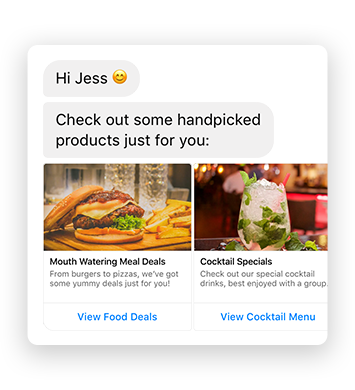 Hi Jess 😊
Check out some handpicked
products just for you:
Mouth Watering Meal Deals
From burgers to pizzas, we've got
some yummy deals just for you!
View Food Deals
Cocktail Specials
Check out our special cocktail
drinks, best enjoyed with a group.
View Cocktail Menu